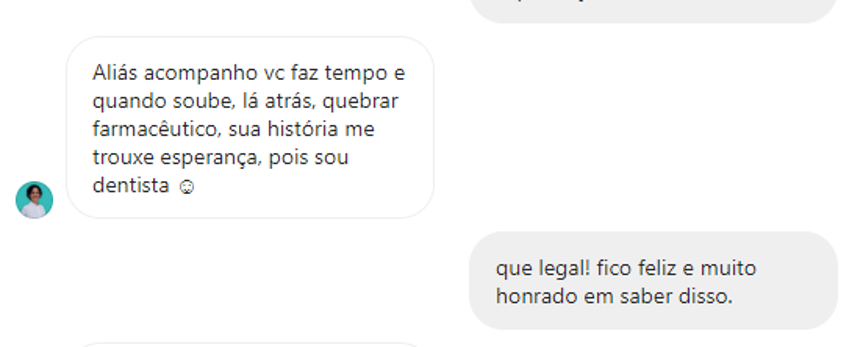 Aliás acompanho vc faz tempo e
quando soube, lá atrás, quebrar
farmacêutico, sua história me
trouxe esperança, pois sou
dentista ☺
que legal! fico feliz e muito
honrado em saber disso.